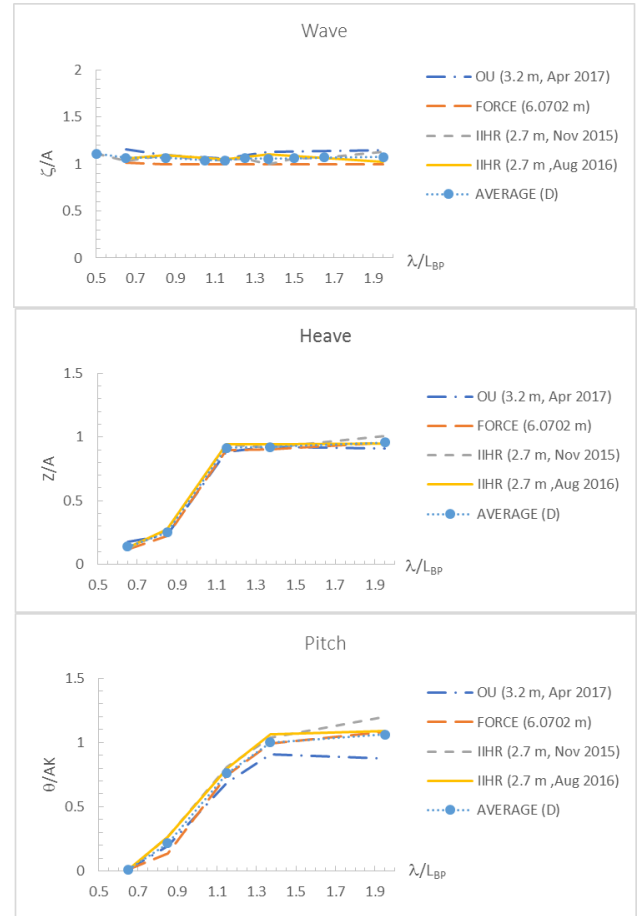 Wave
2
1.5
1
0.5
0
ζ/A
0.5 0.7 0.9 1.1 1.3 1.5 1.7 1.9
λ/LBP
OU (3.2 m, Apr 2017)
FORCE (6.0702 m)
IIHR (2.7 m, Nov 2015)
IIHR (2.7 m ,Aug 2016)
AVERAGE (D)
Heave
1.5
1
0.5
0
Z/A
0.5 0.7 0.9 1.1 1.3 1.5 1.7 1.9
λ/LBP
OU (3.2 m, Apr 2017)
FORCE (6.0702 m)
IIHR (2.7 m, Nov 2015)
IIHR (2.7 m ,Aug 2016)
AVERAGE (D)
Pitch
1.5
1
0.5
0
θ/AK
0.5 0.7 0.9 1.1 1.3 1.5 1.7 1.9
λ/LBP
OU (3.2 m, Apr 2017)
FORCE (6.0702 m)
IIHR (2.7 m, Nov 2015)
IIHR (2.7 m ,Aug 2016)
AVERAGE (D)